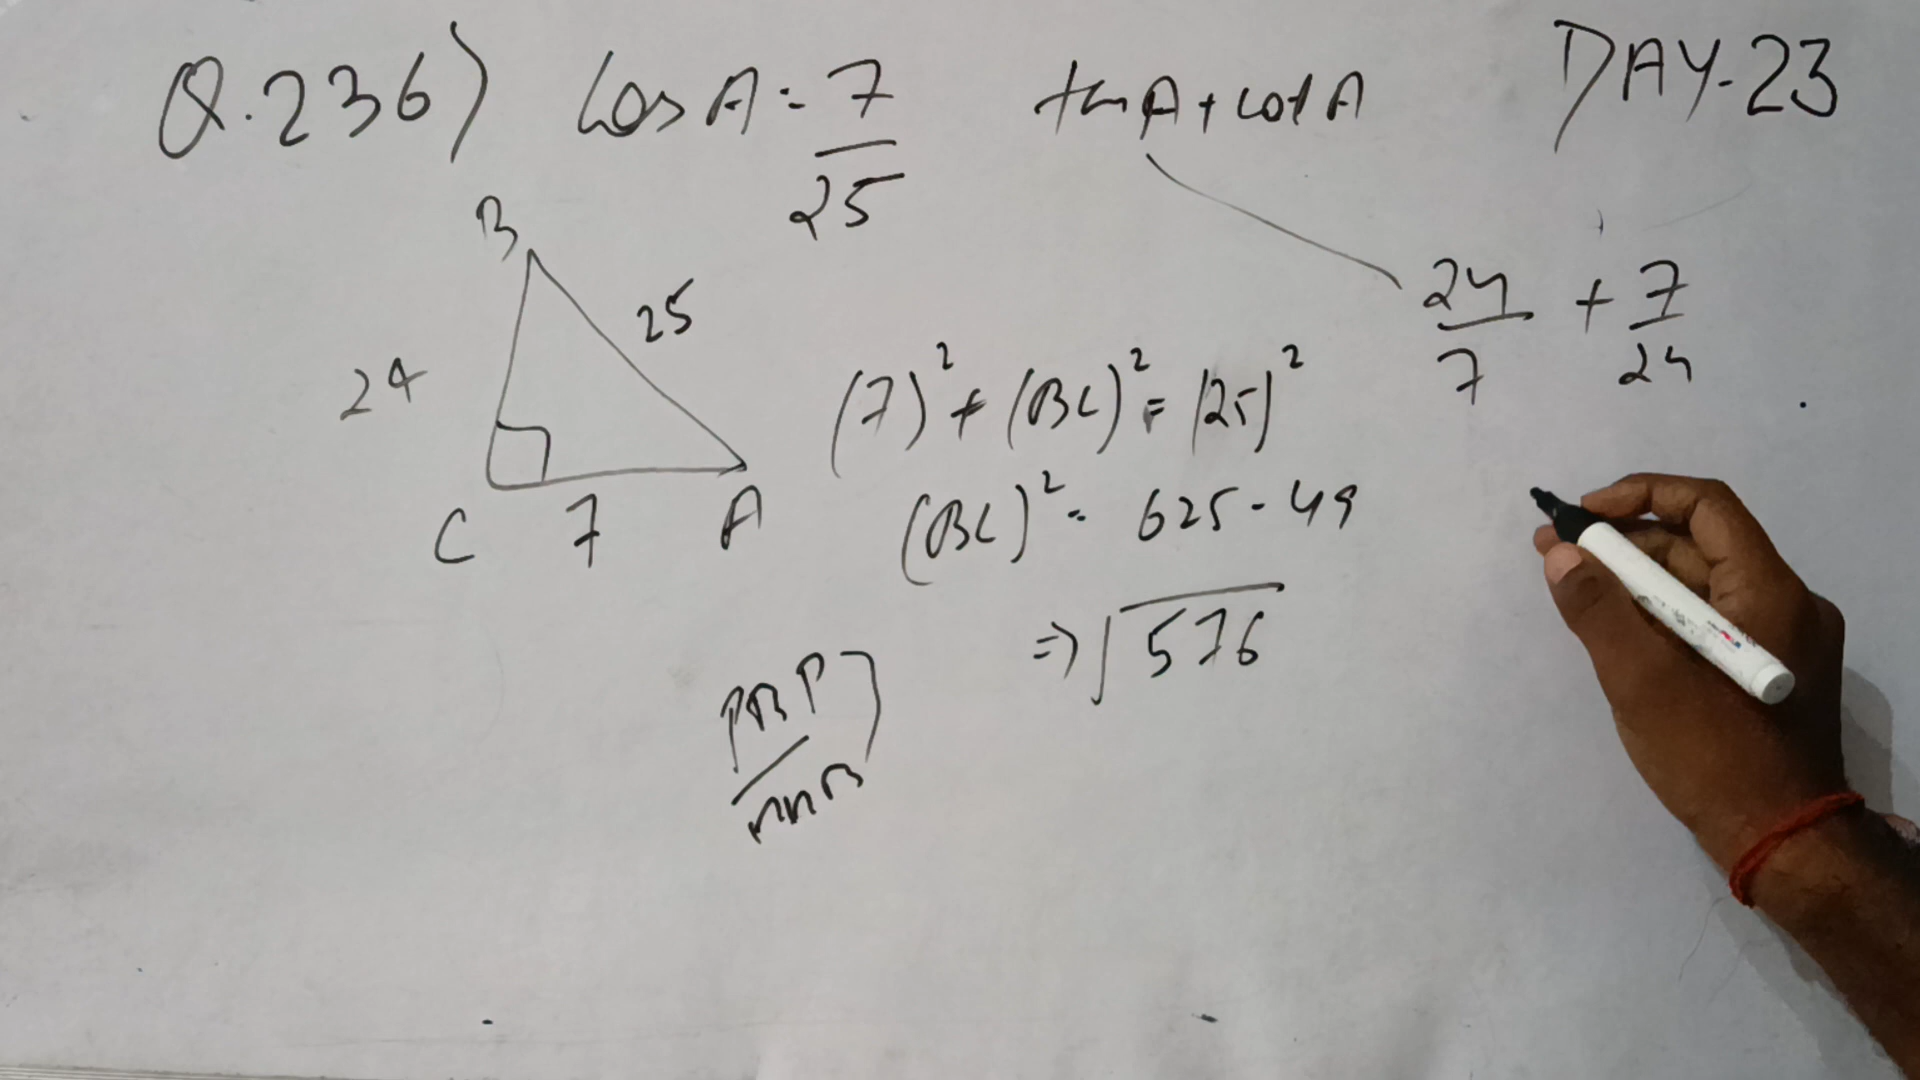 Q.236) Cos A = 7/25 tan A + cot A DAY-23
B
25
24
C 7 A
24/7 + 7/24
(7)² + (BC)² = (25)²
(BC)² = 625 - 49
⇒ √576
PBP
HHB